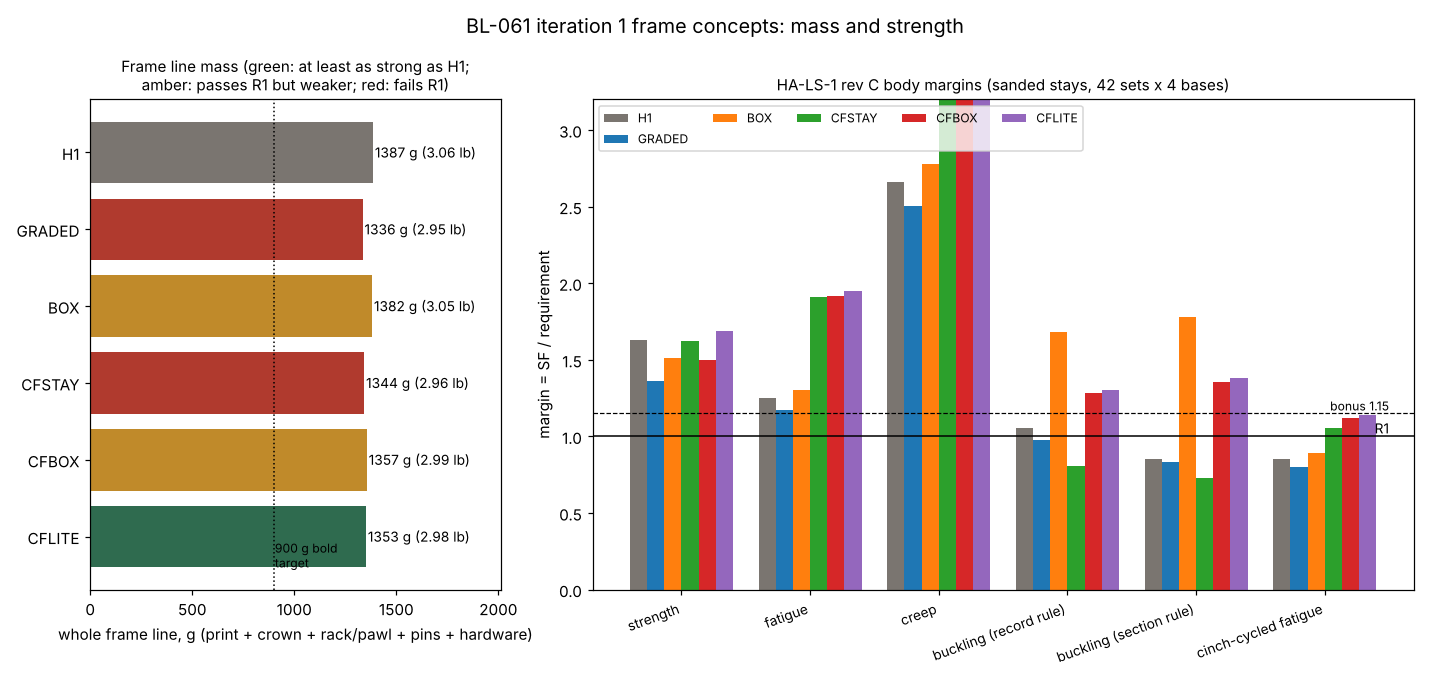 BL-061 iteration 1 frame concepts: mass and strength
Frame line mass (green: at least as strong as H1;
amber: passes R1 but weaker; red: fails R1)
H1
GRADED
BOX
CFSTAY
CFBOX
CFLITE
1387 g (3.06 lb)
1336 g (2.95 lb)
1382 g (3.05 lb)
1344 g (2.96 lb)
1357 g (2.99 lb)
1353 g (2.98 lb)
900 g bold
target
0
500
1000
1500
2000
whole frame line, g (print + crown + rack/pawl + pins + hardware)
HA-LS-1 rev C body margins (sanded stays, 42 sets x 4 bases)
H1
GRADED
BOX
CFSTAY
CFBOX
CFLITE
margin = SF / requirement
3.0
2.5
2.0
1.5
1.0
0.5
0.0
bonus 1.15
R1
strength
fatigue
creep
buckling (record rule)
buckling (section rule)
cinch-cycled fatigue